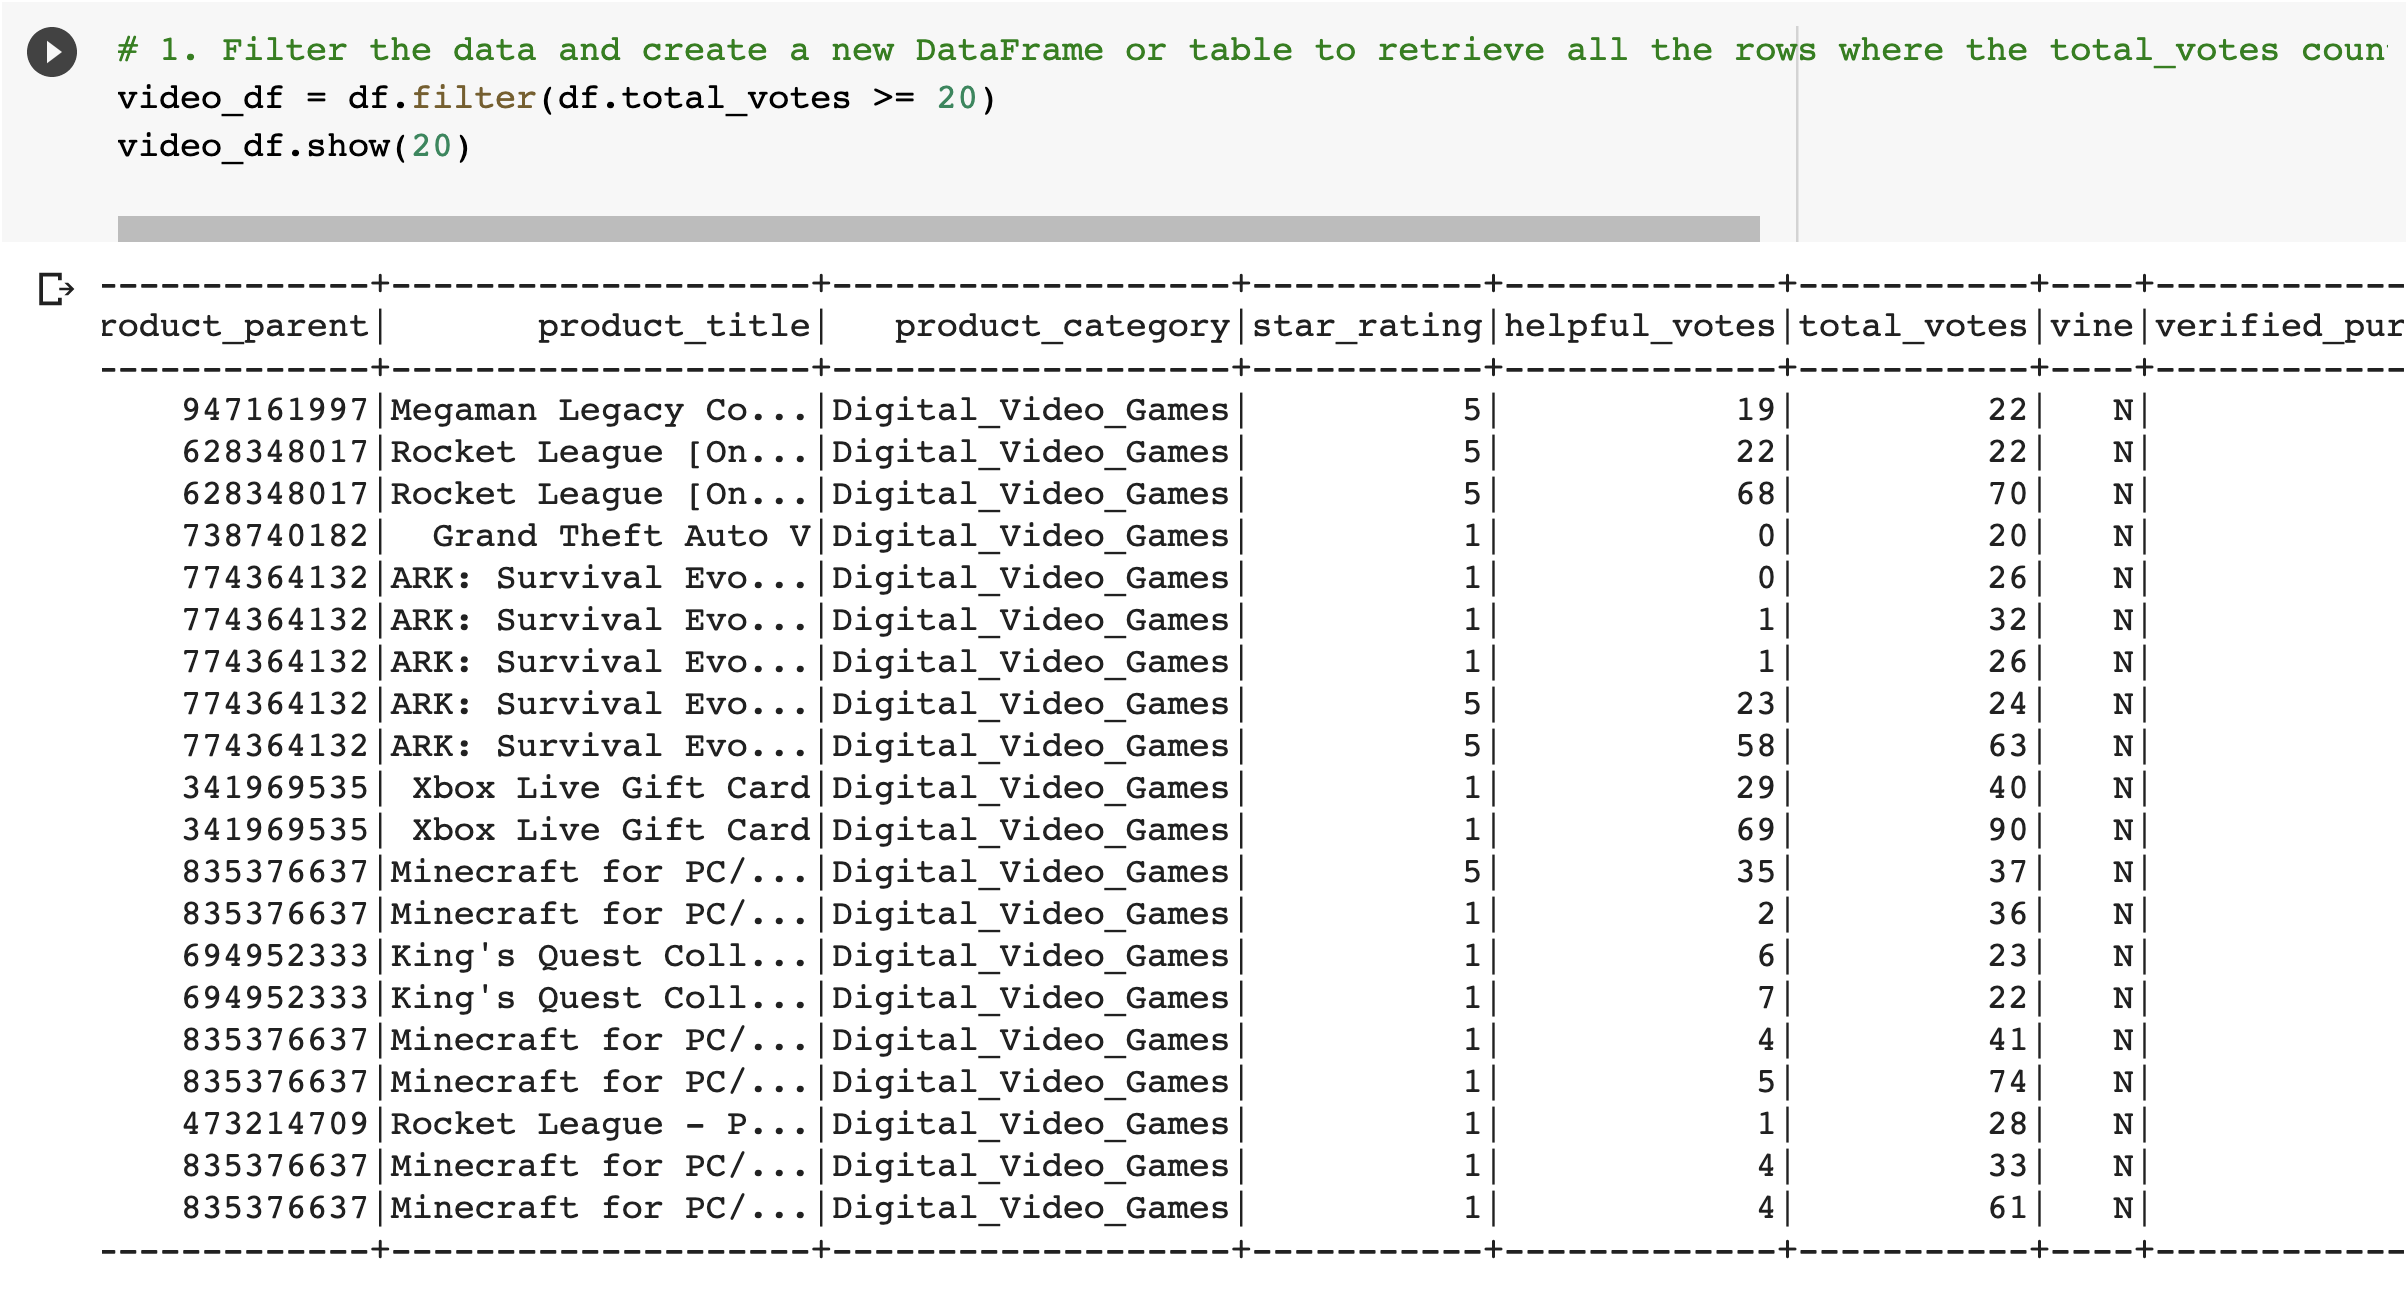 # 1. Filter the data and create a new DataFrame or table to retrieve all the rows where the total_votes coun
video_df = df.filter(df.total_votes >= 20)
video_df.show(20)
-------------+--------------------+-------------------+-----------+-------------+-----------+----+------------
roduct_parent|       product_title|   product_category|star_rating|helpful_votes|total_votes|vine|verified_pur
-------------+--------------------+-------------------+-----------+-------------+-----------+----+------------
    947161997|Megaman Legacy Co...|Digital_Video_Games|          5|           19|         22|   N|
    628348017|Rocket League [On...|Digital_Video_Games|          5|           22|         22|   N|
    628348017|Rocket League [On...|Digital_Video_Games|          5|           68|         70|   N|
    738740182|  Grand Theft Auto V|Digital_Video_Games|          1|            0|         20|   N|
    774364132|ARK: Survival Evo...|Digital_Video_Games|          1|            0|         26|   N|
    774364132|ARK: Survival Evo...|Digital_Video_Games|          1|            1|         32|   N|
    774364132|ARK: Survival Evo...|Digital_Video_Games|          1|            1|         26|   N|
    774364132|ARK: Survival Evo...|Digital_Video_Games|          5|           23|         24|   N|
    774364132|ARK: Survival Evo...|Digital_Video_Games|          5|           58|         63|   N|
    341969535| Xbox Live Gift Card|Digital_Video_Games|          1|           29|         40|   N|
    341969535| Xbox Live Gift Card|Digital_Video_Games|          1|           69|         90|   N|
    835376637|Minecraft for PC/...|Digital_Video_Games|          5|           35|         37|   N|
    835376637|Minecraft for PC/...|Digital_Video_Games|          1|            2|         36|   N|
    694952333|King's Quest Coll...|Digital_Video_Games|          1|            6|         23|   N|
    694952333|King's Quest Coll...|Digital_Video_Games|          1|            7|         22|   N|
    835376637|Minecraft for PC/...|Digital_Video_Games|          1|            4|         41|   N|
    835376637|Minecraft for PC/...|Digital_Video_Games|          1|            5|         74|   N|
    473214709|Rocket League - P...|Digital_Video_Games|          1|            1|         28|   N|
    835376637|Minecraft for PC/...|Digital_Video_Games|          1|            4|         33|   N|
    835376637|Minecraft for PC/...|Digital_Video_Games|          1|            4|         61|   N|
-------------+--------------------+-------------------+-----------+-------------+-----------+----+------------